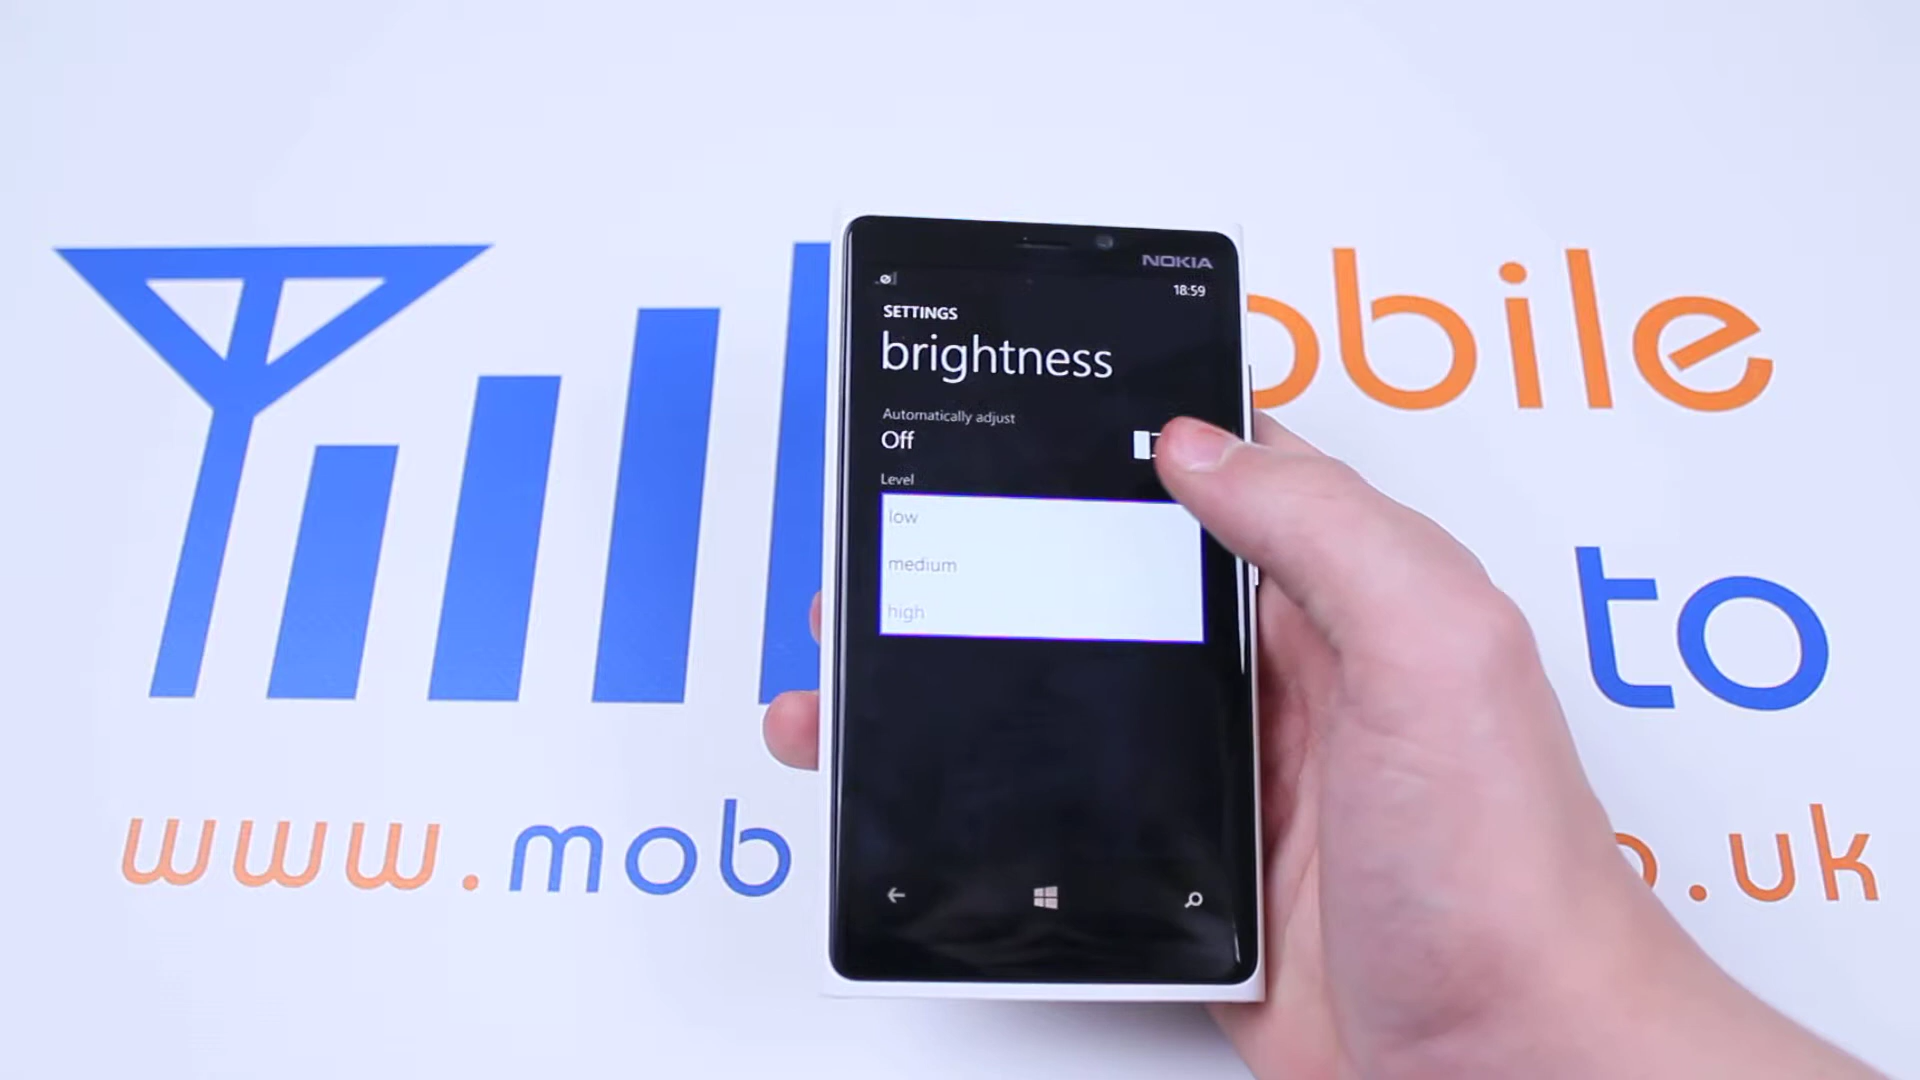 NOKIA
18:59
SETTINGS
brightness
Automatically adjust
Off
Level
low
medium
high
obile
to
www.mob
o.uk